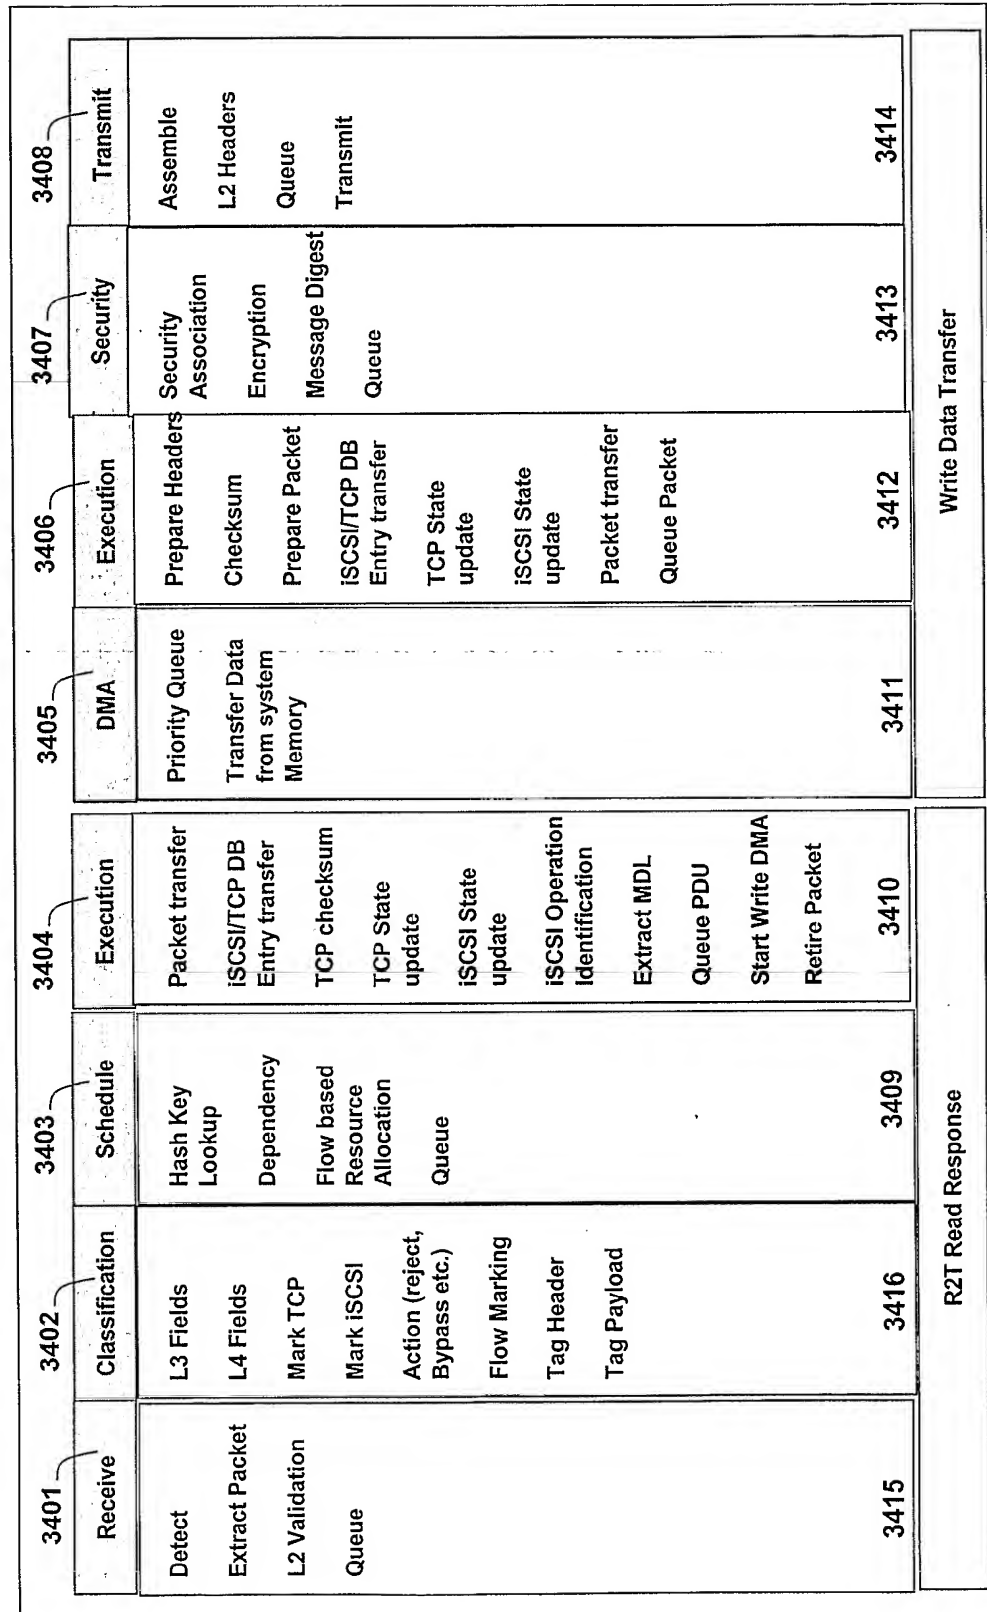 3401
3402
3403
3404
3405
3406
3407
3408
Receive
Classification
Schedule
Execution
DMA
Execution
Security
Transmit
Detect
Extract Packet
L2 Validation
Queue
3415
L3 Fields
L4 Fields
Mark TCP
Mark iSCSI
Action (reject,
Bypass etc.)
Flow Marking
Tag Header
Tag Payload
3416
Hash Key
Lookup
Dependency
Flow based
Resource
Allocation
Queue
3409
Packet transfer
iSCSI/TCP DB
Entry transfer
TCP checksum
TCP State
update
iSCSI State
update
iSCSI Operation
Identification
Extract MDL
Queue PDU
Start Write DMA
Retire Packet
3410
Priority Queue
Transfer Data
from system
Memory
3411
Prepare Headers
Checksum
Prepare Packet
iSCSI/TCP DB
Entry transfer
TCP State
update
iSCSI State
update
Packet transfer
Queue Packet
3412
Security
Association
Encryption
Message Digest
Queue
3413
Assemble
L2 Headers
Queue
Transmit
3414
R2T Read Response
Write Data Transfer